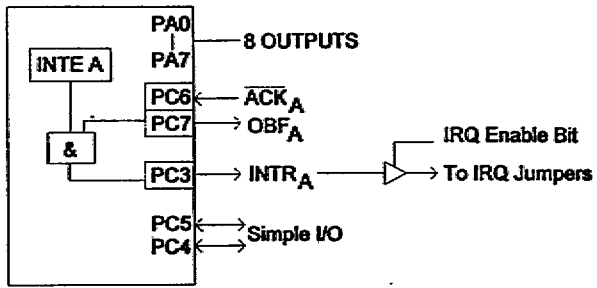 PA0
8 OUTPUTS
PA7
INTE A
PC6 A̅C̅K̅A
PC7 OBFA
&
IRQ Enable Bit
PC3 INTRA
To IRQ Jumpers
PC5
PC4
Simple I/O